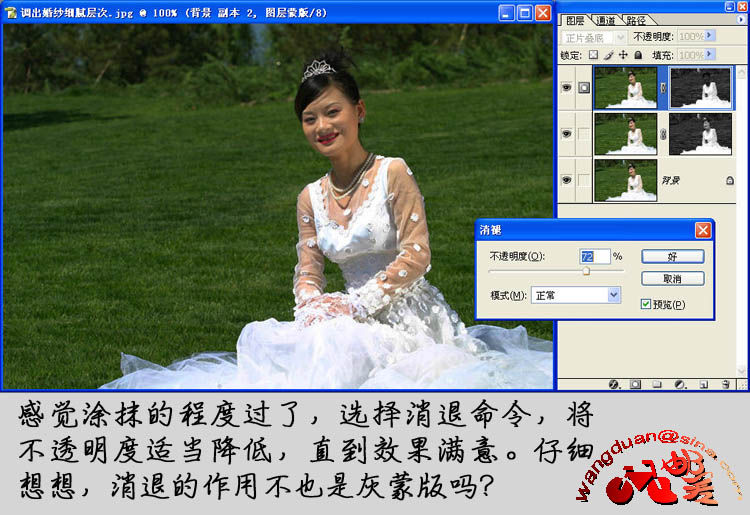 调出婚纱细腻层次.jpg @ 100% (背景 副本 2, 图层蒙版/8)
图层 通道 路径
正片叠底 不透明度: 100%
锁定: 填充: 100%
背景
消褪
不透明度(O): 72 % 好
取消
模式(M): 正常 预览(P)
感觉涂抹的程度过了，选择消退命令，将
不透明度适当降低，直到效果满意。仔细
想想，消退的作用不也是灰蒙版吗？